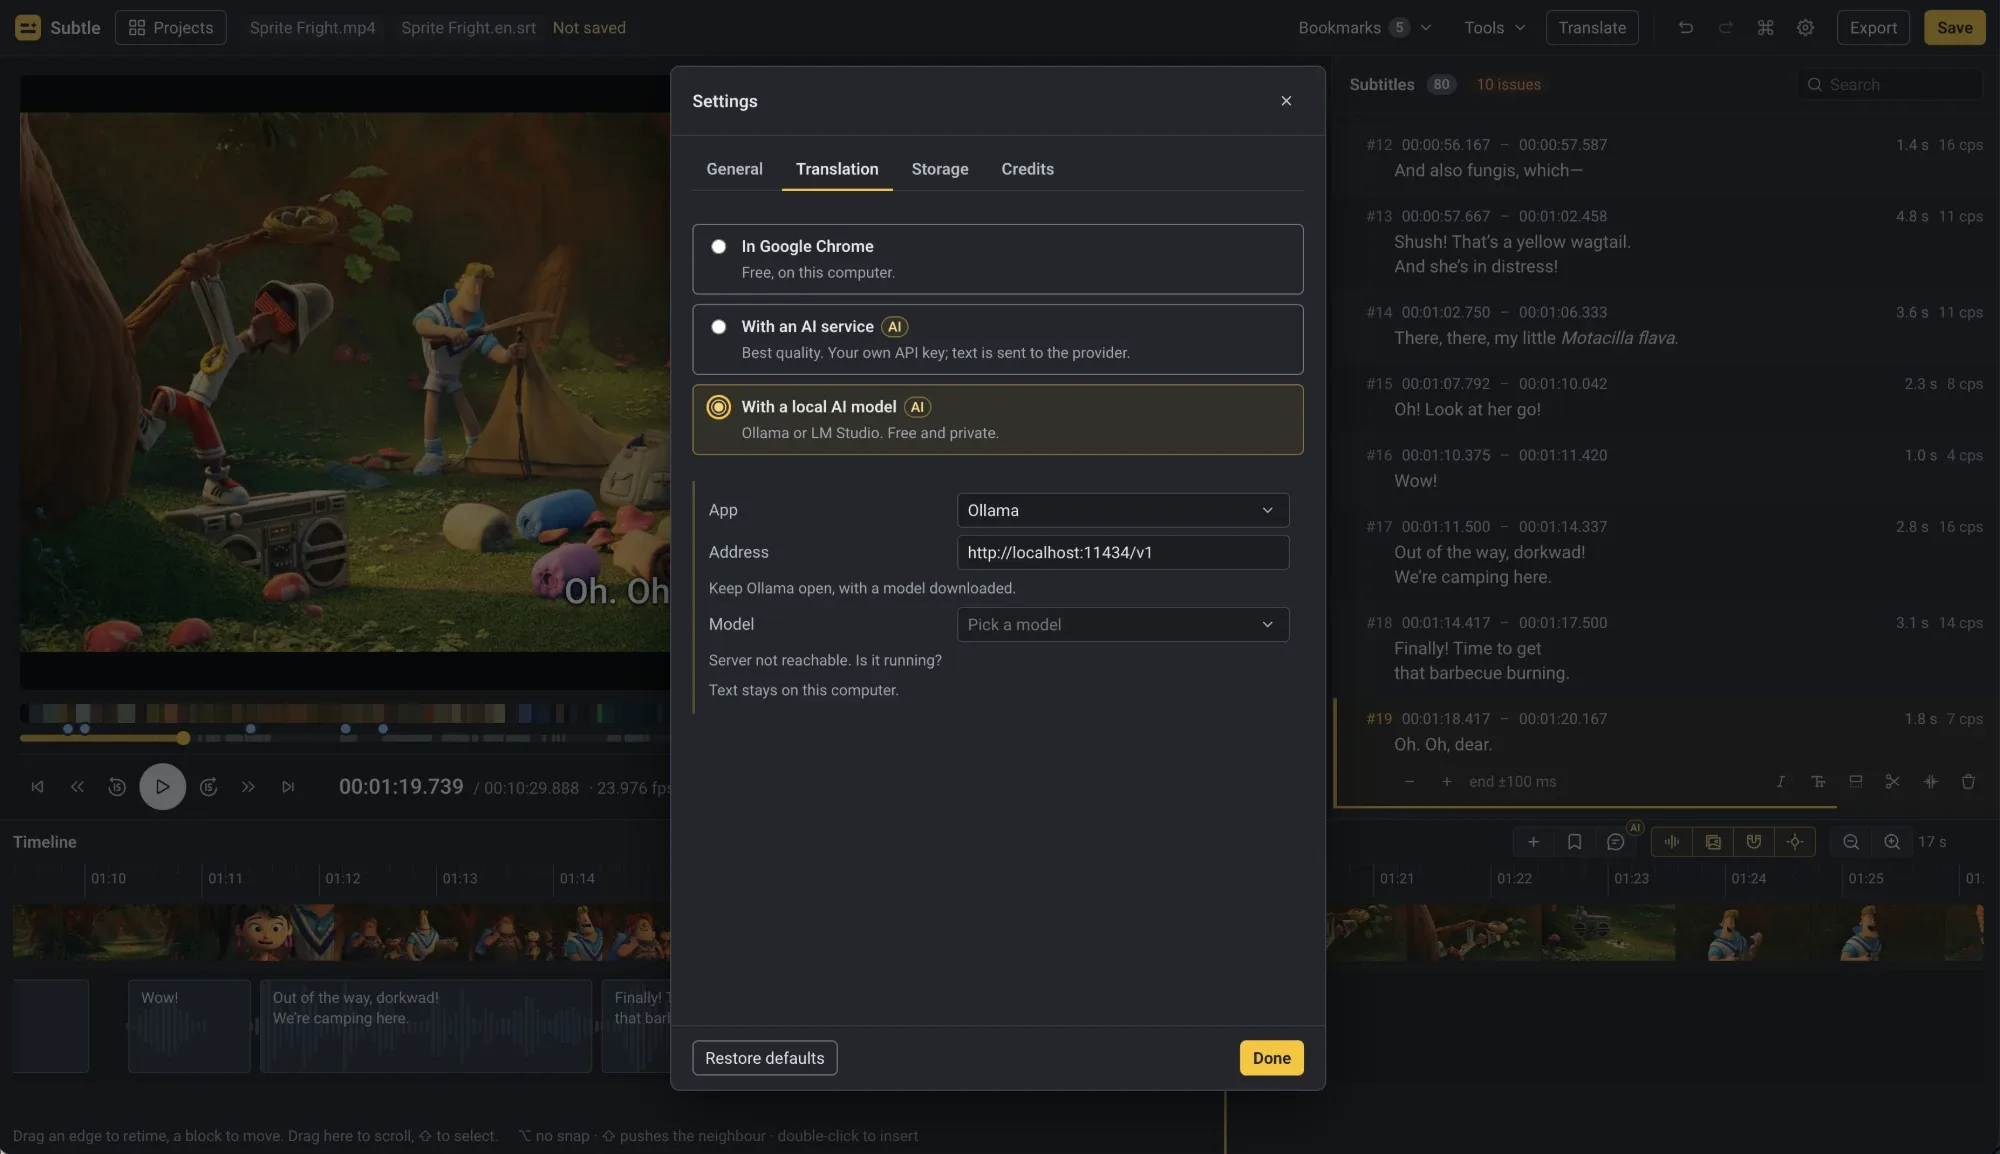 Subtle
Projects
Sprite Fright.mp4
Sprite Fright.en.srt
Not saved
Bookmarks 5
Tools
Translate
Export
Save
Oh. Oh
15
15
00:01:19.739 / 00:10:29.888 · 23.976 fps
Settings
General
Translation
Storage
Credits
In Google Chrome
Free, on this computer.
With an AI service AI
Best quality. Your own API key; text is sent to the provider.
With a local AI model AI
Ollama or LM Studio. Free and private.
App
Ollama
Address
http://localhost:11434/v1
Keep Ollama open, with a model downloaded.
Model
Pick a model
Server not reachable. Is it running?
Text stays on this computer.
Restore defaults
Done
Subtitles 80 10 issues
Search
#12 00:00:56.167 – 00:00:57.587 1.4 s 16 cps
And also fungis, which—
#13 00:00:57.667 – 00:01:02.458 4.8 s 11 cps
Shush! That’s a yellow wagtail.
And she’s in distress!
#14 00:01:02.750 – 00:01:06.333 3.6 s 11 cps
There, there, my little Motacilla flava.
#15 00:01:07.792 – 00:01:10.042 2.3 s 8 cps
Oh! Look at her go!
#16 00:01:10.375 – 00:01:11.420 1.0 s 4 cps
Wow!
#17 00:01:11.500 – 00:01:14.337 2.8 s 16 cps
Out of the way, dorkwad!
We’re camping here.
#18 00:01:14.417 – 00:01:17.500 3.1 s 14 cps
Finally! Time to get
that barbecue burning.
#19 00:01:18.417 – 00:01:20.167 1.8 s 7 cps
Oh. Oh, dear.
− + end ±100 ms
Timeline
AI
17 s
01:10
01:11
01:12
01:13
01:14
01:21
01:22
01:23
01:24
01:25
01:
Wow!
Out of the way, dorkwad!
We’re camping here.
Finally! T
that barl
Drag an edge to retime, a block to move. Drag here to scroll, ⇧ to select. ⌥ no snap · ⇧ pushes the neighbour · double-click to insert